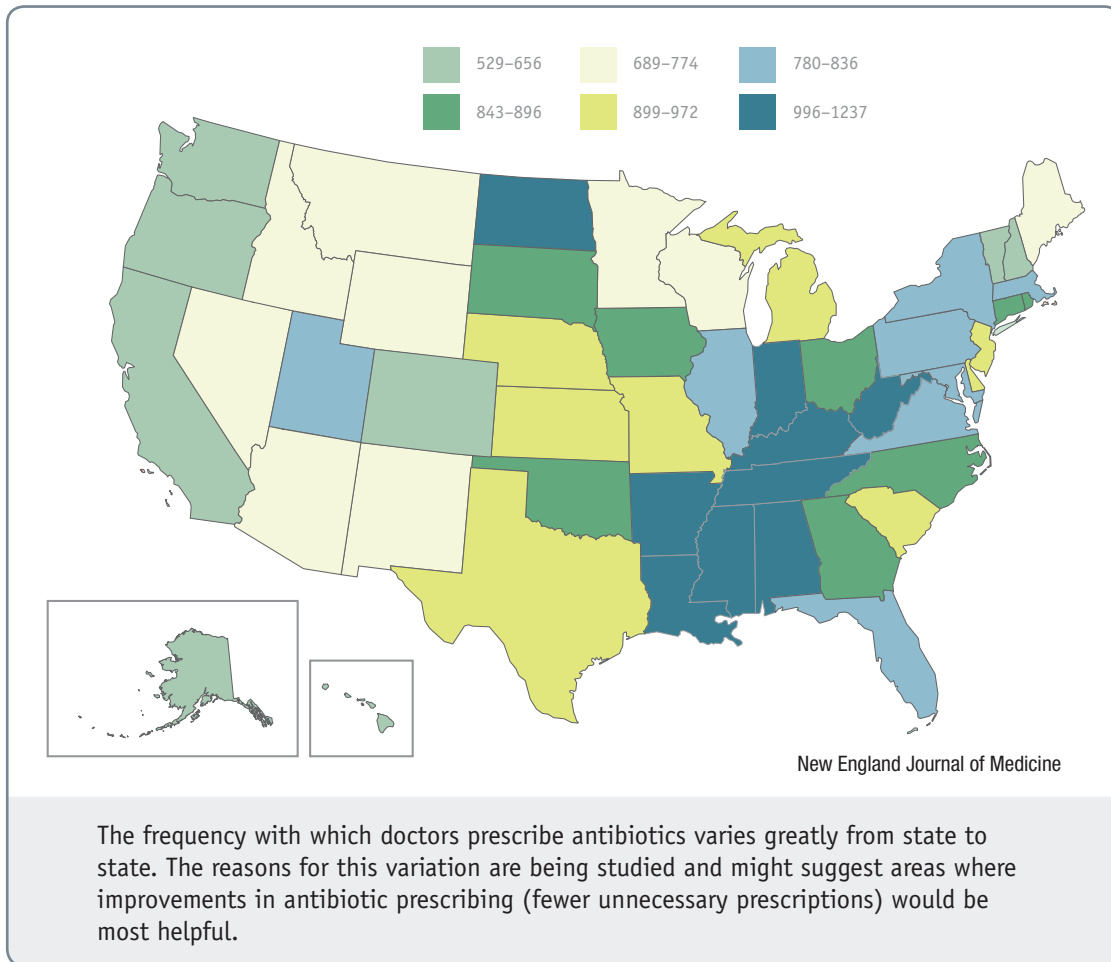 529–656
689–774
780–836
843–896
899–972
996–1237
New England Journal of Medicine
The frequency with which doctors prescribe antibiotics varies greatly from state to
state. The reasons for this variation are being studied and might suggest areas where
improvements in antibiotic prescribing (fewer unnecessary prescriptions) would be
most helpful.